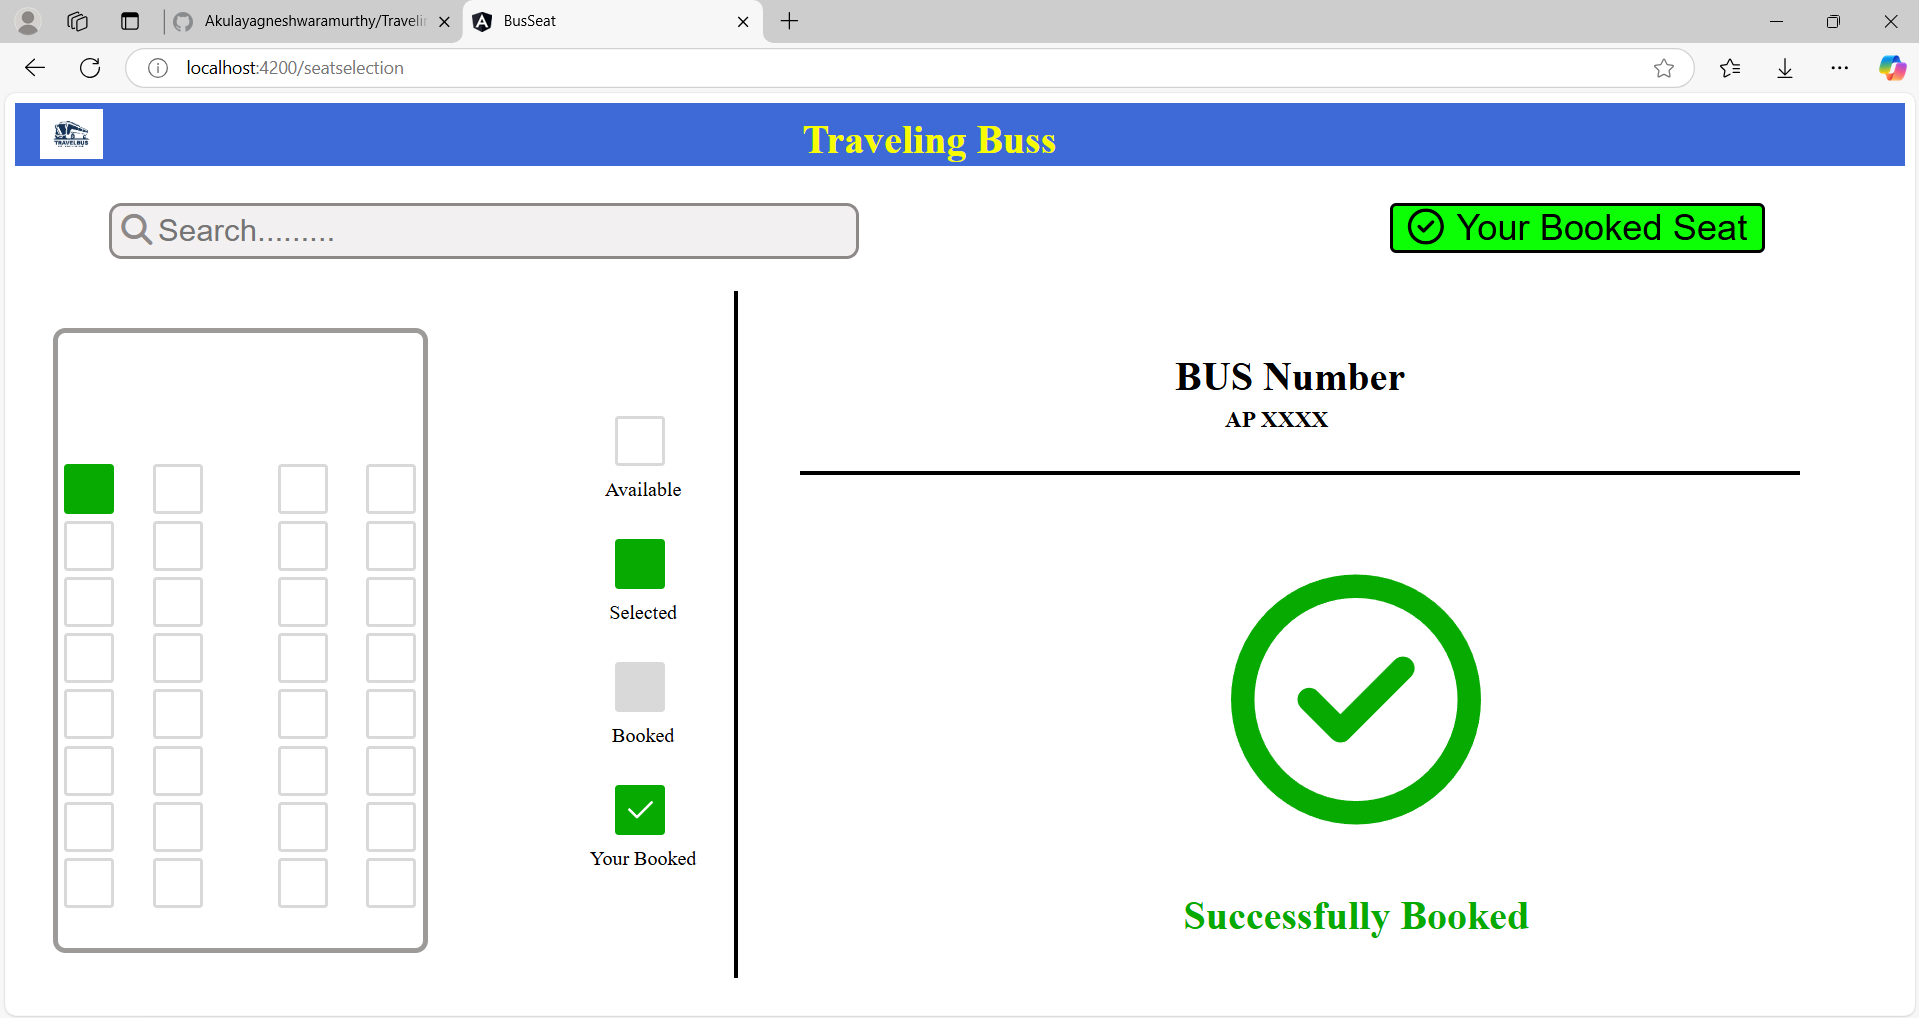 Akulayagneshwaramurthy/Travelin
BusSeat
localhost:4200/seatselection
TRAVELBUS
Traveling Buss
Search.........
Your Booked Seat
BUS Number
AP XXXX
Available
Selected
Booked
Your Booked
Successfully Booked